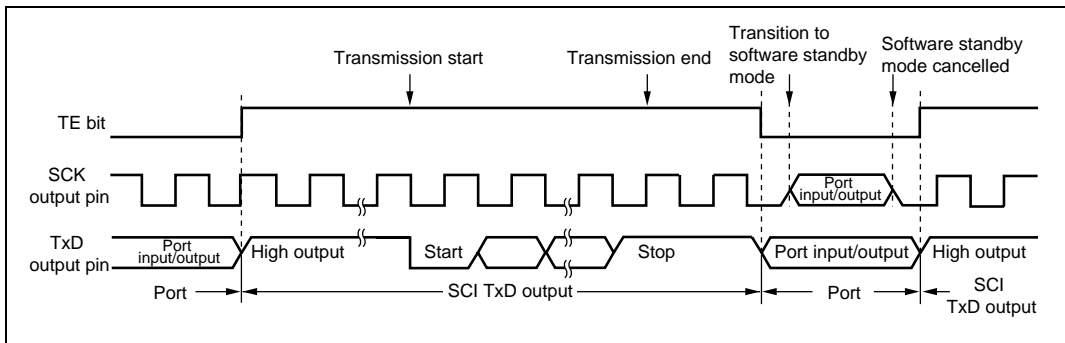 Transmission start
Transmission end
Transition to
software standby
mode
Software standby
mode cancelled
TE bit
SCK
output pin
Port
input/output
TxD
output pin
Port
input/output
High output
Start
Stop
Port input/output
High output
Port
SCI TxD output
Port
SCI
TxD output